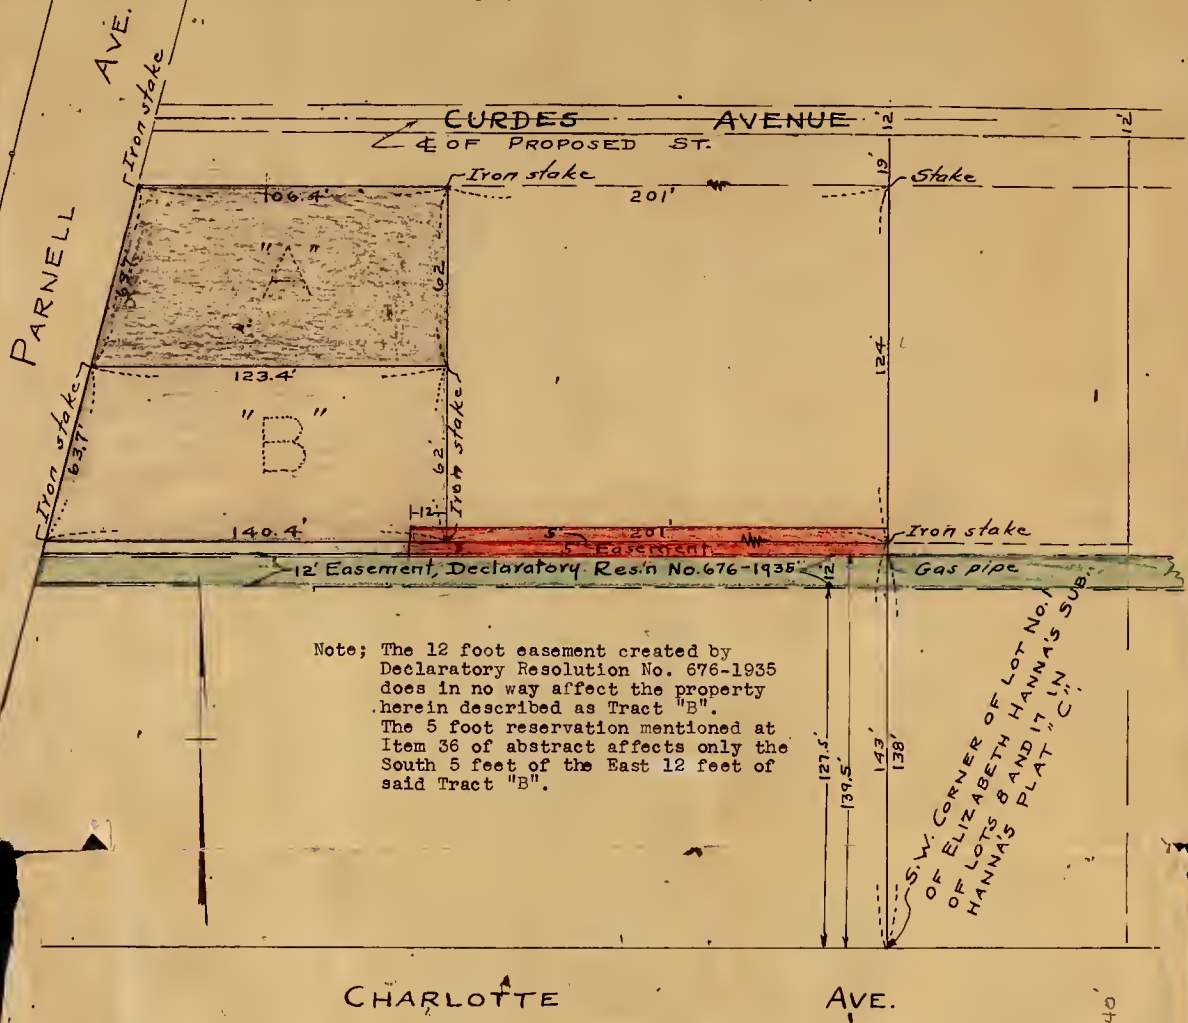 PARNELL AVE.
CURDES AVENUE
12'
12'
℄ OF PROPOSED ST.
19'
Iron stake
Iron stake
201'
Stake
106.4'
"A"
62
124
123.4'
Iron stake
"B"
63.7'
62'
Iron stake
12'
140.4'
5'
201'
5' Easement
Iron stake
12' Easement, Declaratory Res'n No. 676-1935
12'
Gas pipe
Note; The 12 foot easement created by
Declaratory Resolution No. 676-1935
does in no way affect the property
herein described as Tract "B".
The 5 foot reservation mentioned at
Item 36 of abstract affects only the
South 5 feet of the East 12 feet of
said Tract "B".
127.5'
139.5'
143'
138'
S.W. CORNER OF LOT NO. 1
OF ELIZABETH HANNA'S SUB.
OF LOTS 8 AND 17 IN
HANNA'S PLAT "C".
CHARLOTTE AVE.
40'